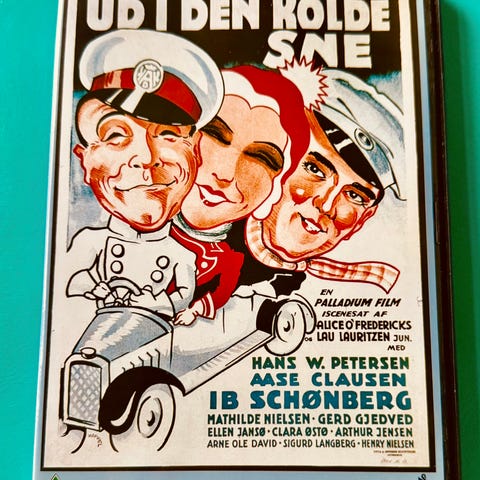 UD I DEN KOLDE
SNE
EN
PALLADIUM FILM
ISCENESAT AF
ALICE O'FREDERICKS
OG LAU LAURITZEN JUN.
MED
HANS W. PETERSEN
AASE CLAUSEN
IB SCHØNBERG
MATHILDE NIELSEN · GERD GJEDVED
ELLEN JANSØ · CLARA ØSTØ · ARTHUR JENSEN
ARNE OLE DAVID · SIGURD LANGBERG · HENRY NIELSEN